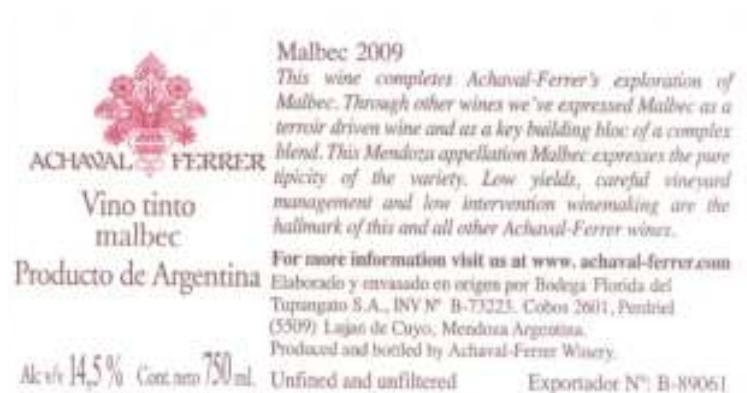 ACHAVAL FERRER
Vino tinto
malbec
Producto de Argentina
Alc v/v 14,5 % Cont. neto 750 ml.
Malbec 2009
This wine completes Achaval-Ferrer's exploration of
Malbec. Through other wines we've expressed Malbec as a
terroir driven wine and as a key building bloc of a complex
blend. This Mendoza appellation Malbec expresses the pure
tipicity of the variety. Low yields, careful vineyard
management and low intervention winemaking are the
hallmark of this and all other Achaval-Ferrer wines.
For more information visit us at www. achaval-ferrer.com
Elaborado y envasado en origen por Bodega Florida del
Tupungato S.A., INV Nº B-73225. Cobos 2601, Perdriel
(5509) Lujan de Cuyo, Mendoza Argentina.
Produced and bottled by Achaval-Ferrer Winery.
Unfined and unfiltered Exportador Nº: B-89061